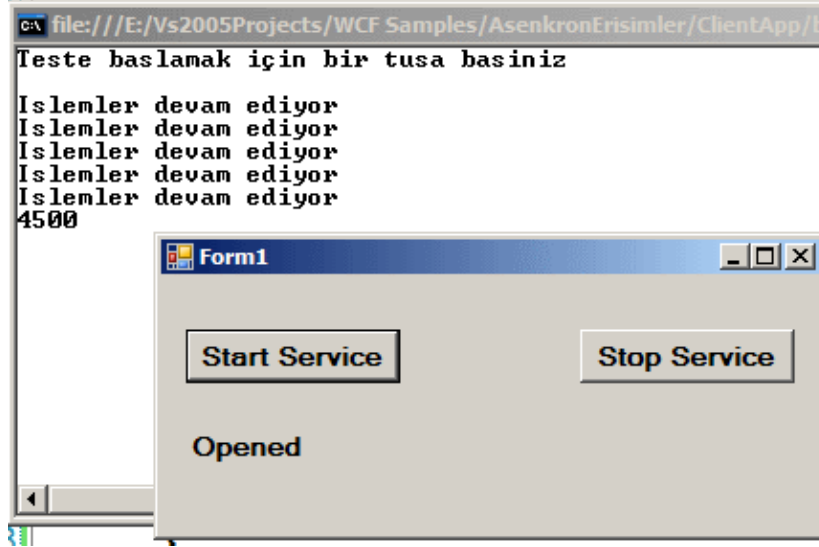 file:///E:/Vs2005Projects/WCF Samples/AsenkronErisimler/ClientApp/
Teste baslamak için bir tusa basiniz
Islemler devam ediyor
Islemler devam ediyor
Islemler devam ediyor
Islemler devam ediyor
Islemler devam ediyor
4500
Form1
Start Service
Stop Service
Opened